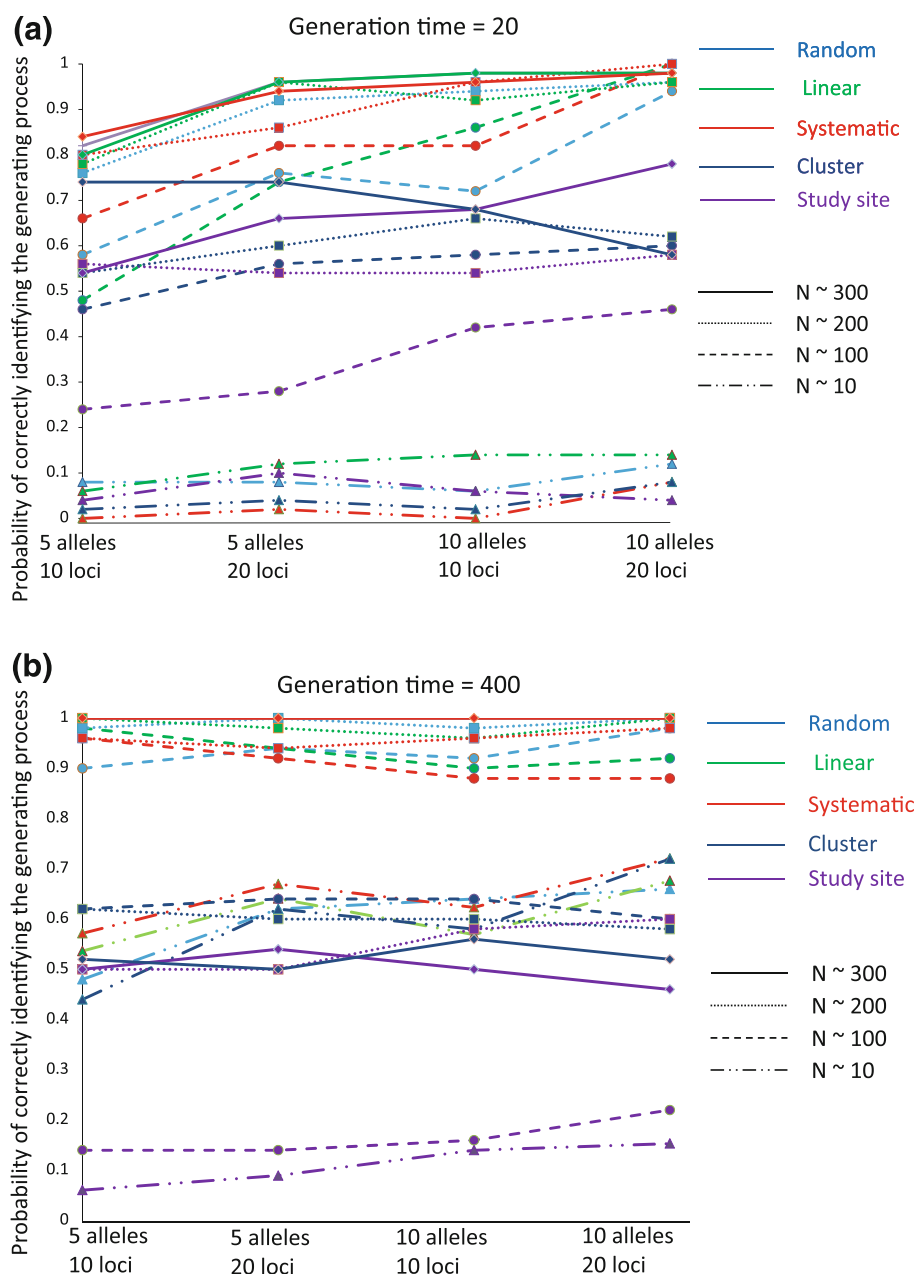 (a)
Generation time = 20
Probability of correctly identifying the generating process
1
0.9
0.8
0.7
0.6
0.5
0.4
0.3
0.2
0.1
0
5 alleles
10 loci
5 alleles
20 loci
10 alleles
10 loci
10 alleles
20 loci
Random
Linear
Systematic
Cluster
Study site
N ~ 300
N ~ 200
N ~ 100
N ~ 10
(b)
Generation time = 400
Probability of correctly identifying the generating process
1
0.9
0.8
0.7
0.6
0.5
0.4
0.3
0.2
0.1
0
5 alleles
10 loci
5 alleles
20 loci
10 alleles
10 loci
10 alleles
20 loci
Random
Linear
Systematic
Cluster
Study site
N ~ 300
N ~ 200
N ~ 100
N ~ 10